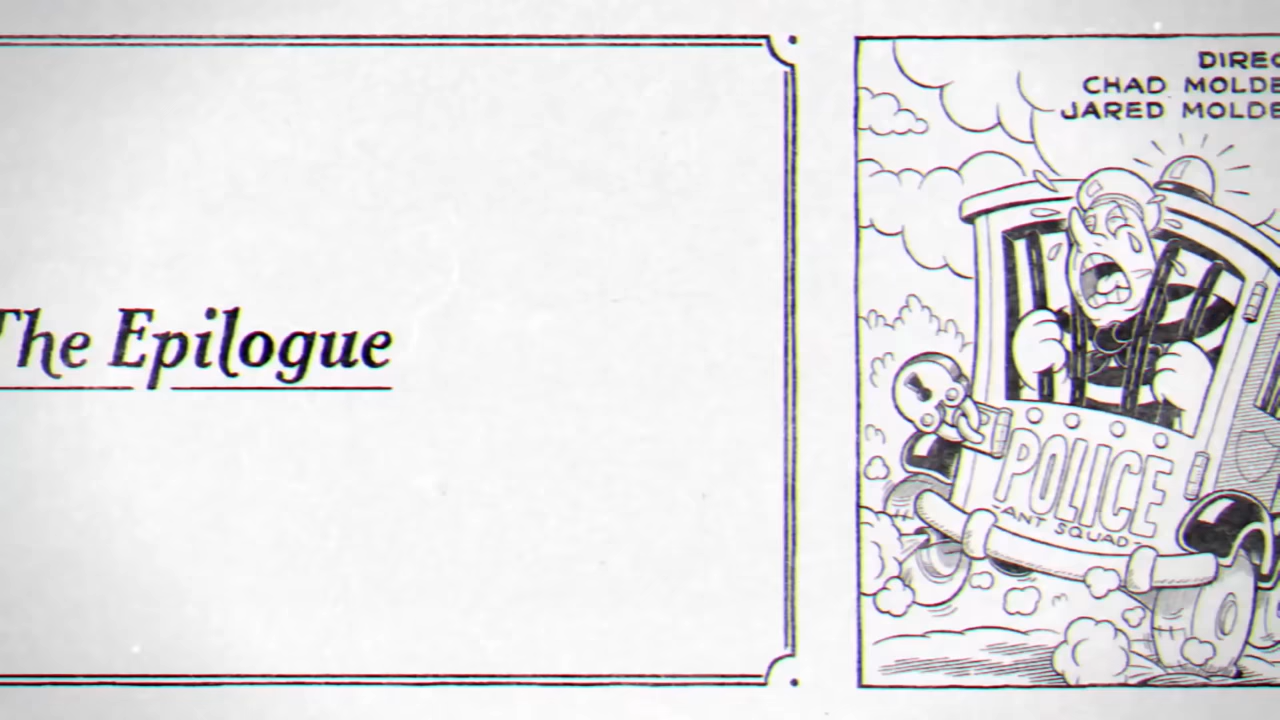 The Epilogue
DIREC
CHAD MOLDE
JARED MOLDE
POLICE
-ANT SQUAD-